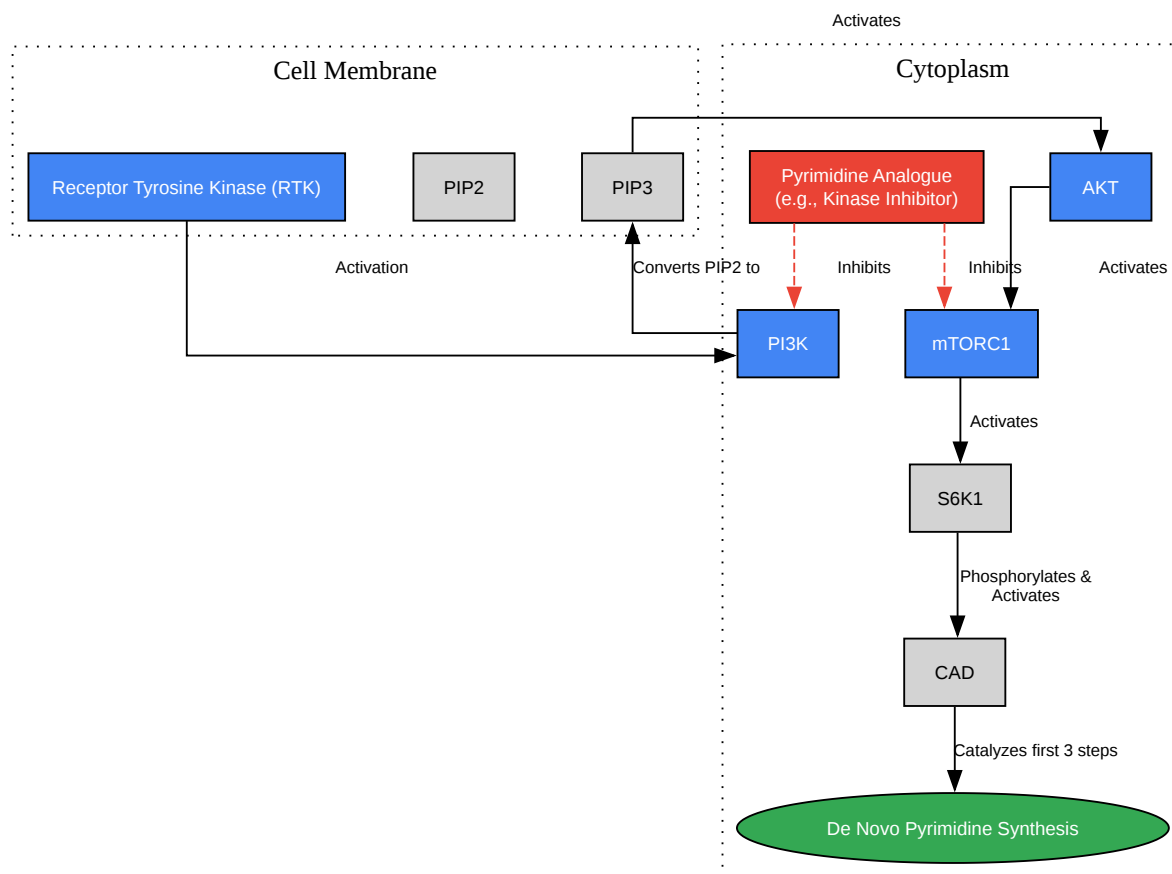 Activates
Cell Membrane
Cytoplasm
Receptor Tyrosine Kinase (RTK)
PIP2
PIP3
Pyrimidine Analogue
(e.g., Kinase Inhibitor)
AKT
Activation
Converts PIP2 to
Inhibits
Inhibits
Activates
PI3K
mTORC1
Activates
S6K1
Phosphorylates &
Activates
CAD
Catalyzes first 3 steps
De Novo Pyrimidine Synthesis